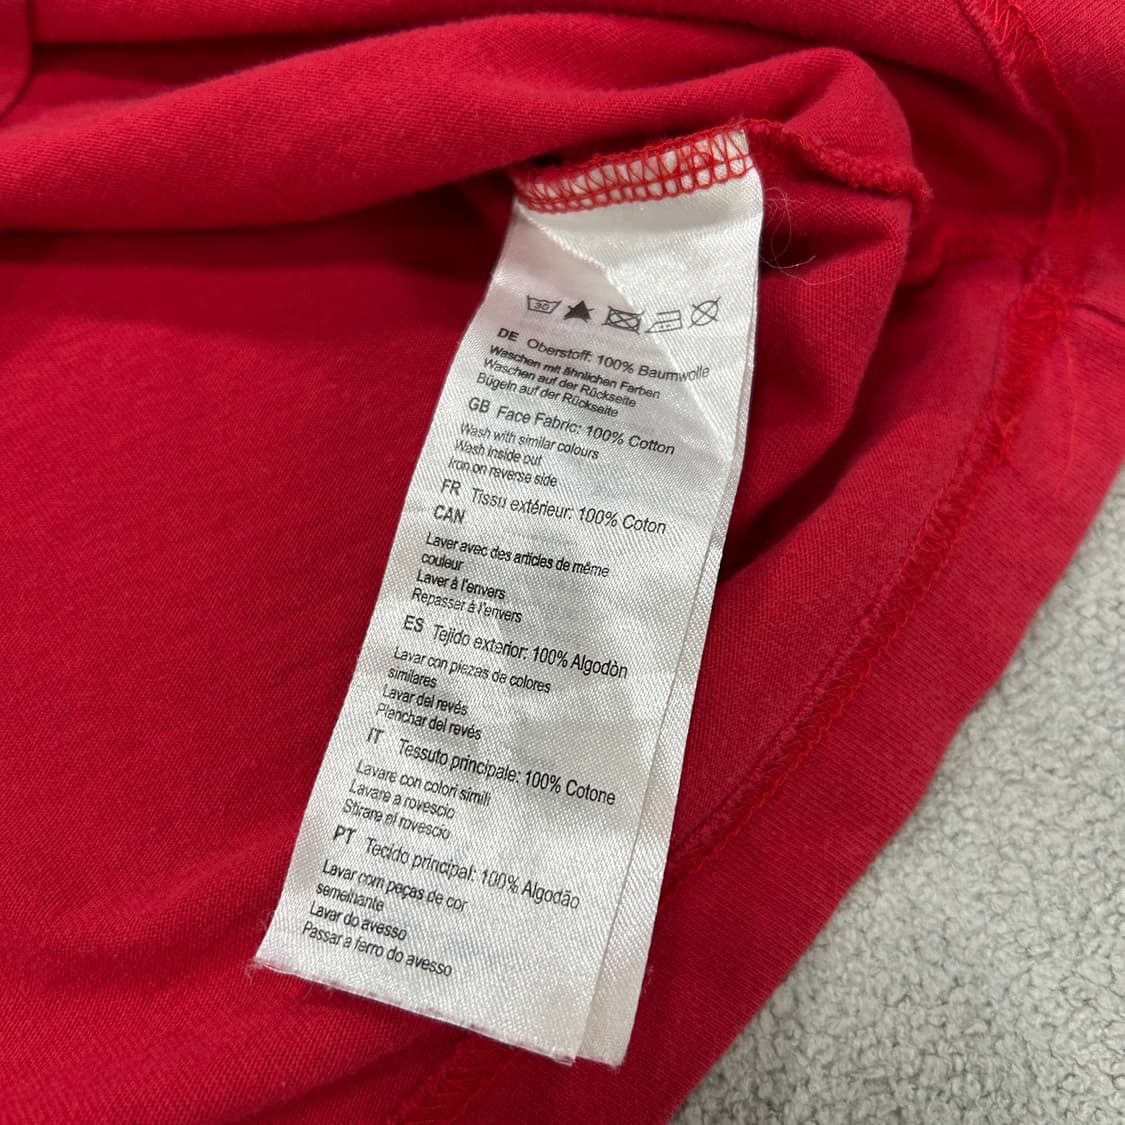 30
DE Oberstoff: 100% Baumwolle
Waschen mit ähnlichen Farben
Waschen auf der Rückseite
Bügeln auf der Rückseite
GB Face Fabric: 100% Cotton
Wash with similar colours
Wash inside out
Iron on reverse side
FR Tissu extérieur: 100% Coton
CAN
Laver avec des articles de même
couleur
Laver à l'envers
Repasser à l'envers
ES Tejido exterior: 100% Algodòn
Lavar con piezas de colores
similares
Lavar del revés
Planchar del revés
IT Tessuto principale: 100% Cotone
Lavare con colori simili
Lavare a rovescio
Stirare el rovescio
PT Tecido principal: 100% Algodão
Lavar com peças de cor
semelhante
Lavar do avesso
Passar a ferro do avesso